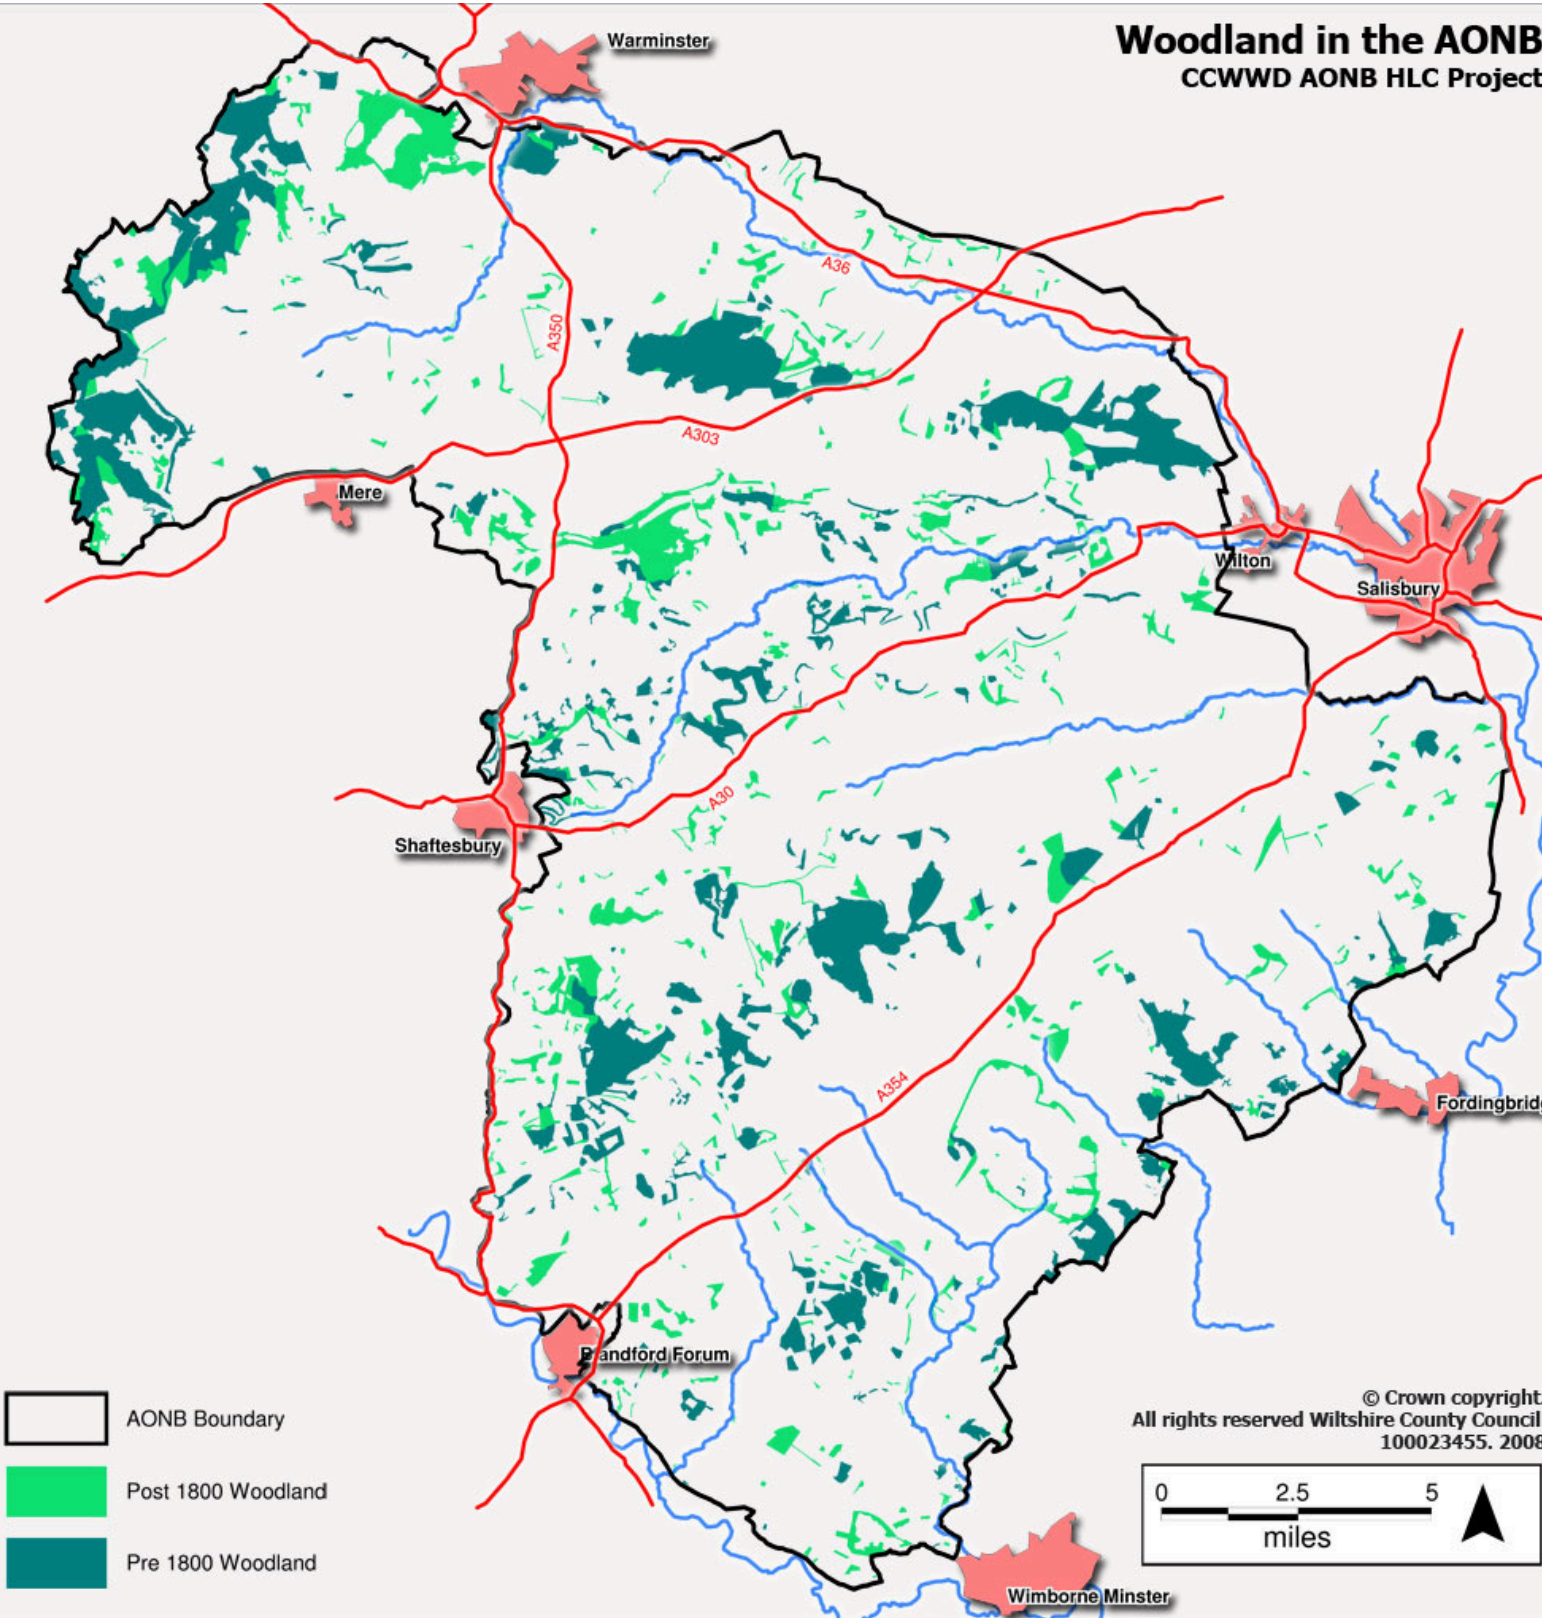 Woodland in the AONB
CCWWD AONB HLC Project
Warminster
A36
A350
A303
Mere
Wilton
Salisbury
A30
Shaftesbury
A354
Fordingbridg
Blandford Forum
AONB Boundary
Post 1800 Woodland
Pre 1800 Woodland
© Crown copyright.
All rights reserved Wiltshire County Council
100023455. 2008
0 2.5 5
miles
Wimborne Minster